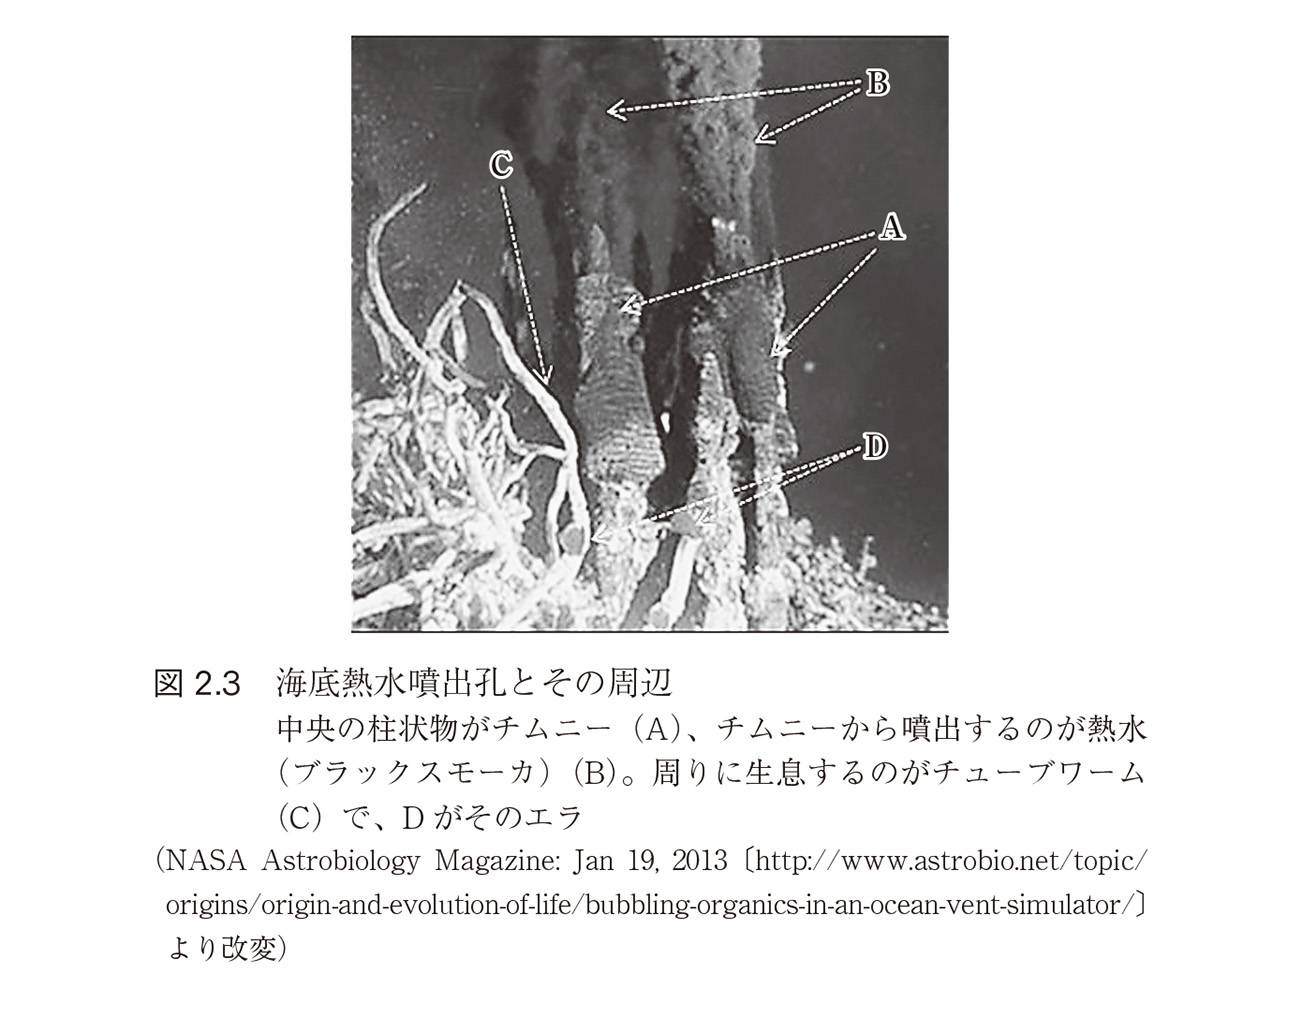 B
C
A
D
図 2.3 海底熱水噴出孔とその周辺
中央の柱状物がチムニー（A）、チムニーから噴出するのが熱水
（ブラックスモーカ）（B）。周りに生息するのがチューブワーム
（C）で、D がそのエラ
（NASA Astrobiology Magazine: Jan 19, 2013〔http://www.astrobio.net/topic/
origins/origin-and-evolution-of-life/bubbling-organics-in-an-ocean-vent-simulator/〕
より改変）